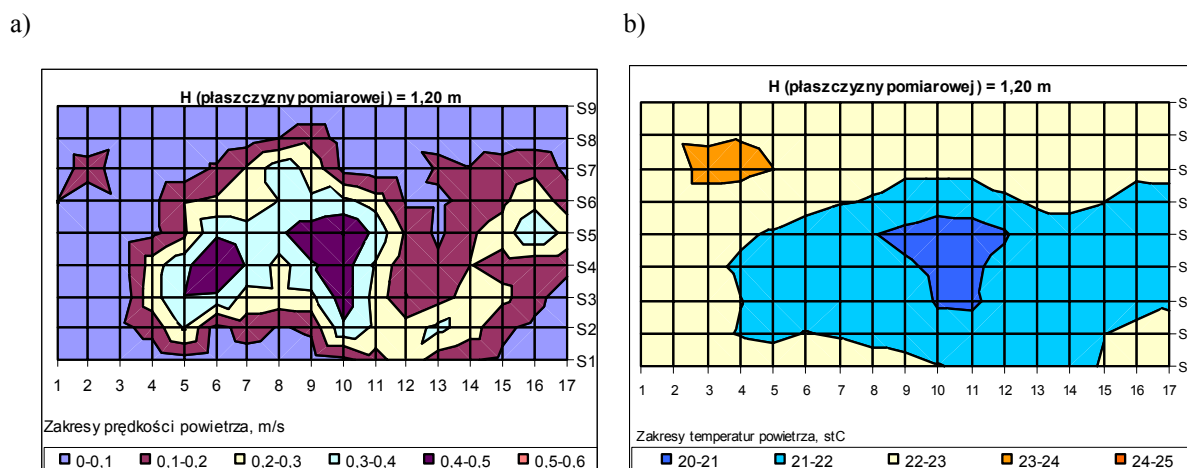 a)
b)
H (płaszczyzny pomiarowej) = 1,20 m
S9
S8
S7
S6
S5
S4
S3
S2
S1
1 2 3 4 5 6 7 8 9 10 11 12 13 14 15 16 17
Zakresy prędkości powietrza, m/s
0-0,1 0,1-0,2 0,2-0,3 0,3-0,4 0,4-0,5 0,5-0,6
H (płaszczyzny pomiarowej) = 1,20 m
S
S
S
S
S
S
S
S
S
1 2 3 4 5 6 7 8 9 10 11 12 13 14 15 16 17
Zakresy temperatur powietrza, stC
20-21 21-22 22-23 23-24 24-25